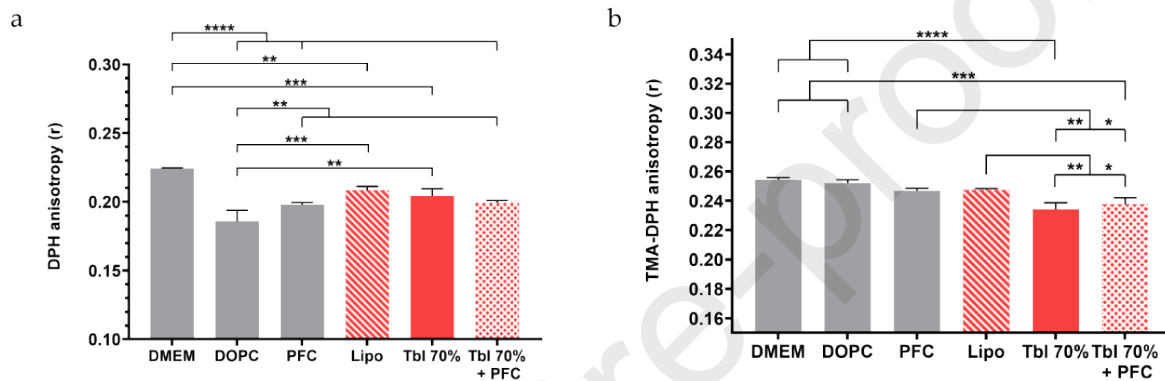 a
****
**
***
**
***
**
DPH anisotropy (r)
0.30
0.25
0.20
0.15
0.10
DMEM DOPC PFC Lipo Tbl 70% Tbl 70%
+ PFC
b
****
***
** *
** *
TMA-DPH anisotropy (r)
0.34
0.32
0.30
0.28
0.26
0.24
0.22
0.20
0.18
0.16
DMEM DOPC PFC Lipo Tbl 70% Tbl 70%
+ PFC
re-proo